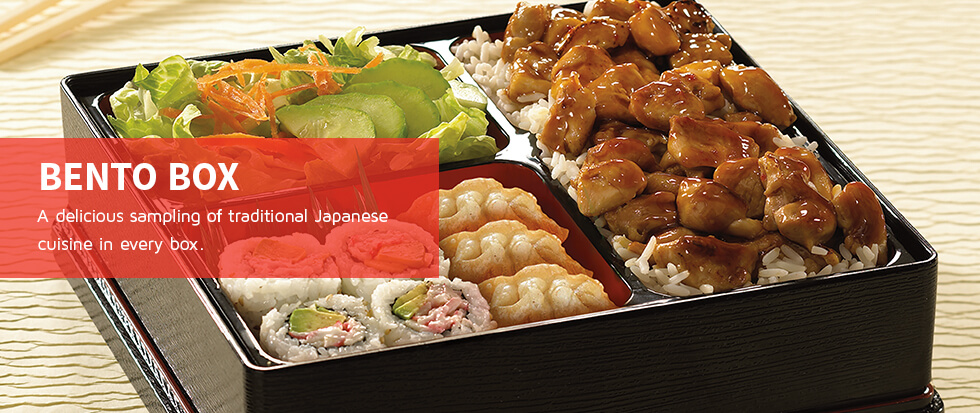 BENTO BOX
A delicious sampling of traditional Japanese
cuisine in every box.